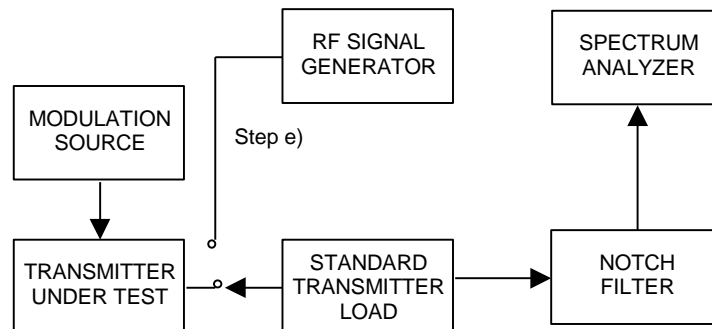 RF SIGNAL
GENERATOR
SPECTRUM
ANALYZER
MODULATION
SOURCE
Step e)
TRANSMITTER
UNDER TEST
STANDARD
TRANSMITTER
LOAD
NOTCH
FILTER